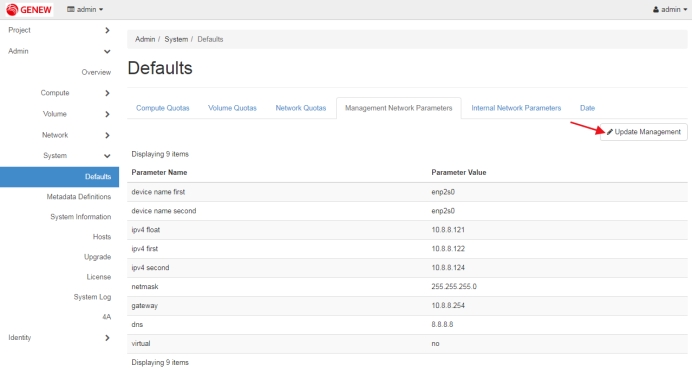 GENEW admin admin
Project
Admin
Overview
Compute
Volume
Network
System
Defaults
Metadata Definitions
System Information
Hosts
Upgrade
License
System Log
4A
Identity
Admin / System / Defaults
Defaults
Compute Quotas Volume Quotas Network Quotas Management Network Parameters Internal Network Parameters Date
Update Management
Displaying 9 items
Parameter Name Parameter Value
device name first enp2s0
device name second enp2s0
ipv4 float 10.8.8.121
ipv4 first 10.8.8.122
ipv4 second 10.8.8.124
netmask 255.255.255.0
gateway 10.8.8.254
dns 8.8.8.8
virtual no
Displaying 9 items